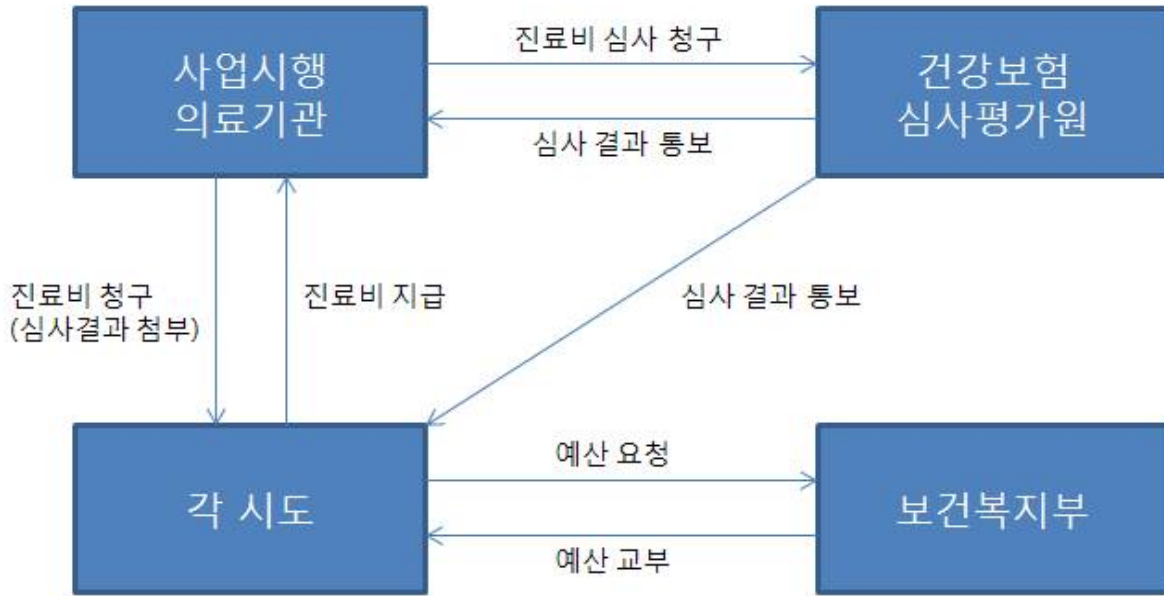 진료비 심사 청구
사업시행
의료기관
건강보험
심사평가원
심사 결과 통보
진료비 청구
(심사결과 첨부)
진료비 지급
심사 결과 통보
예산 요청
각 시도
보건복지부
예산 교부